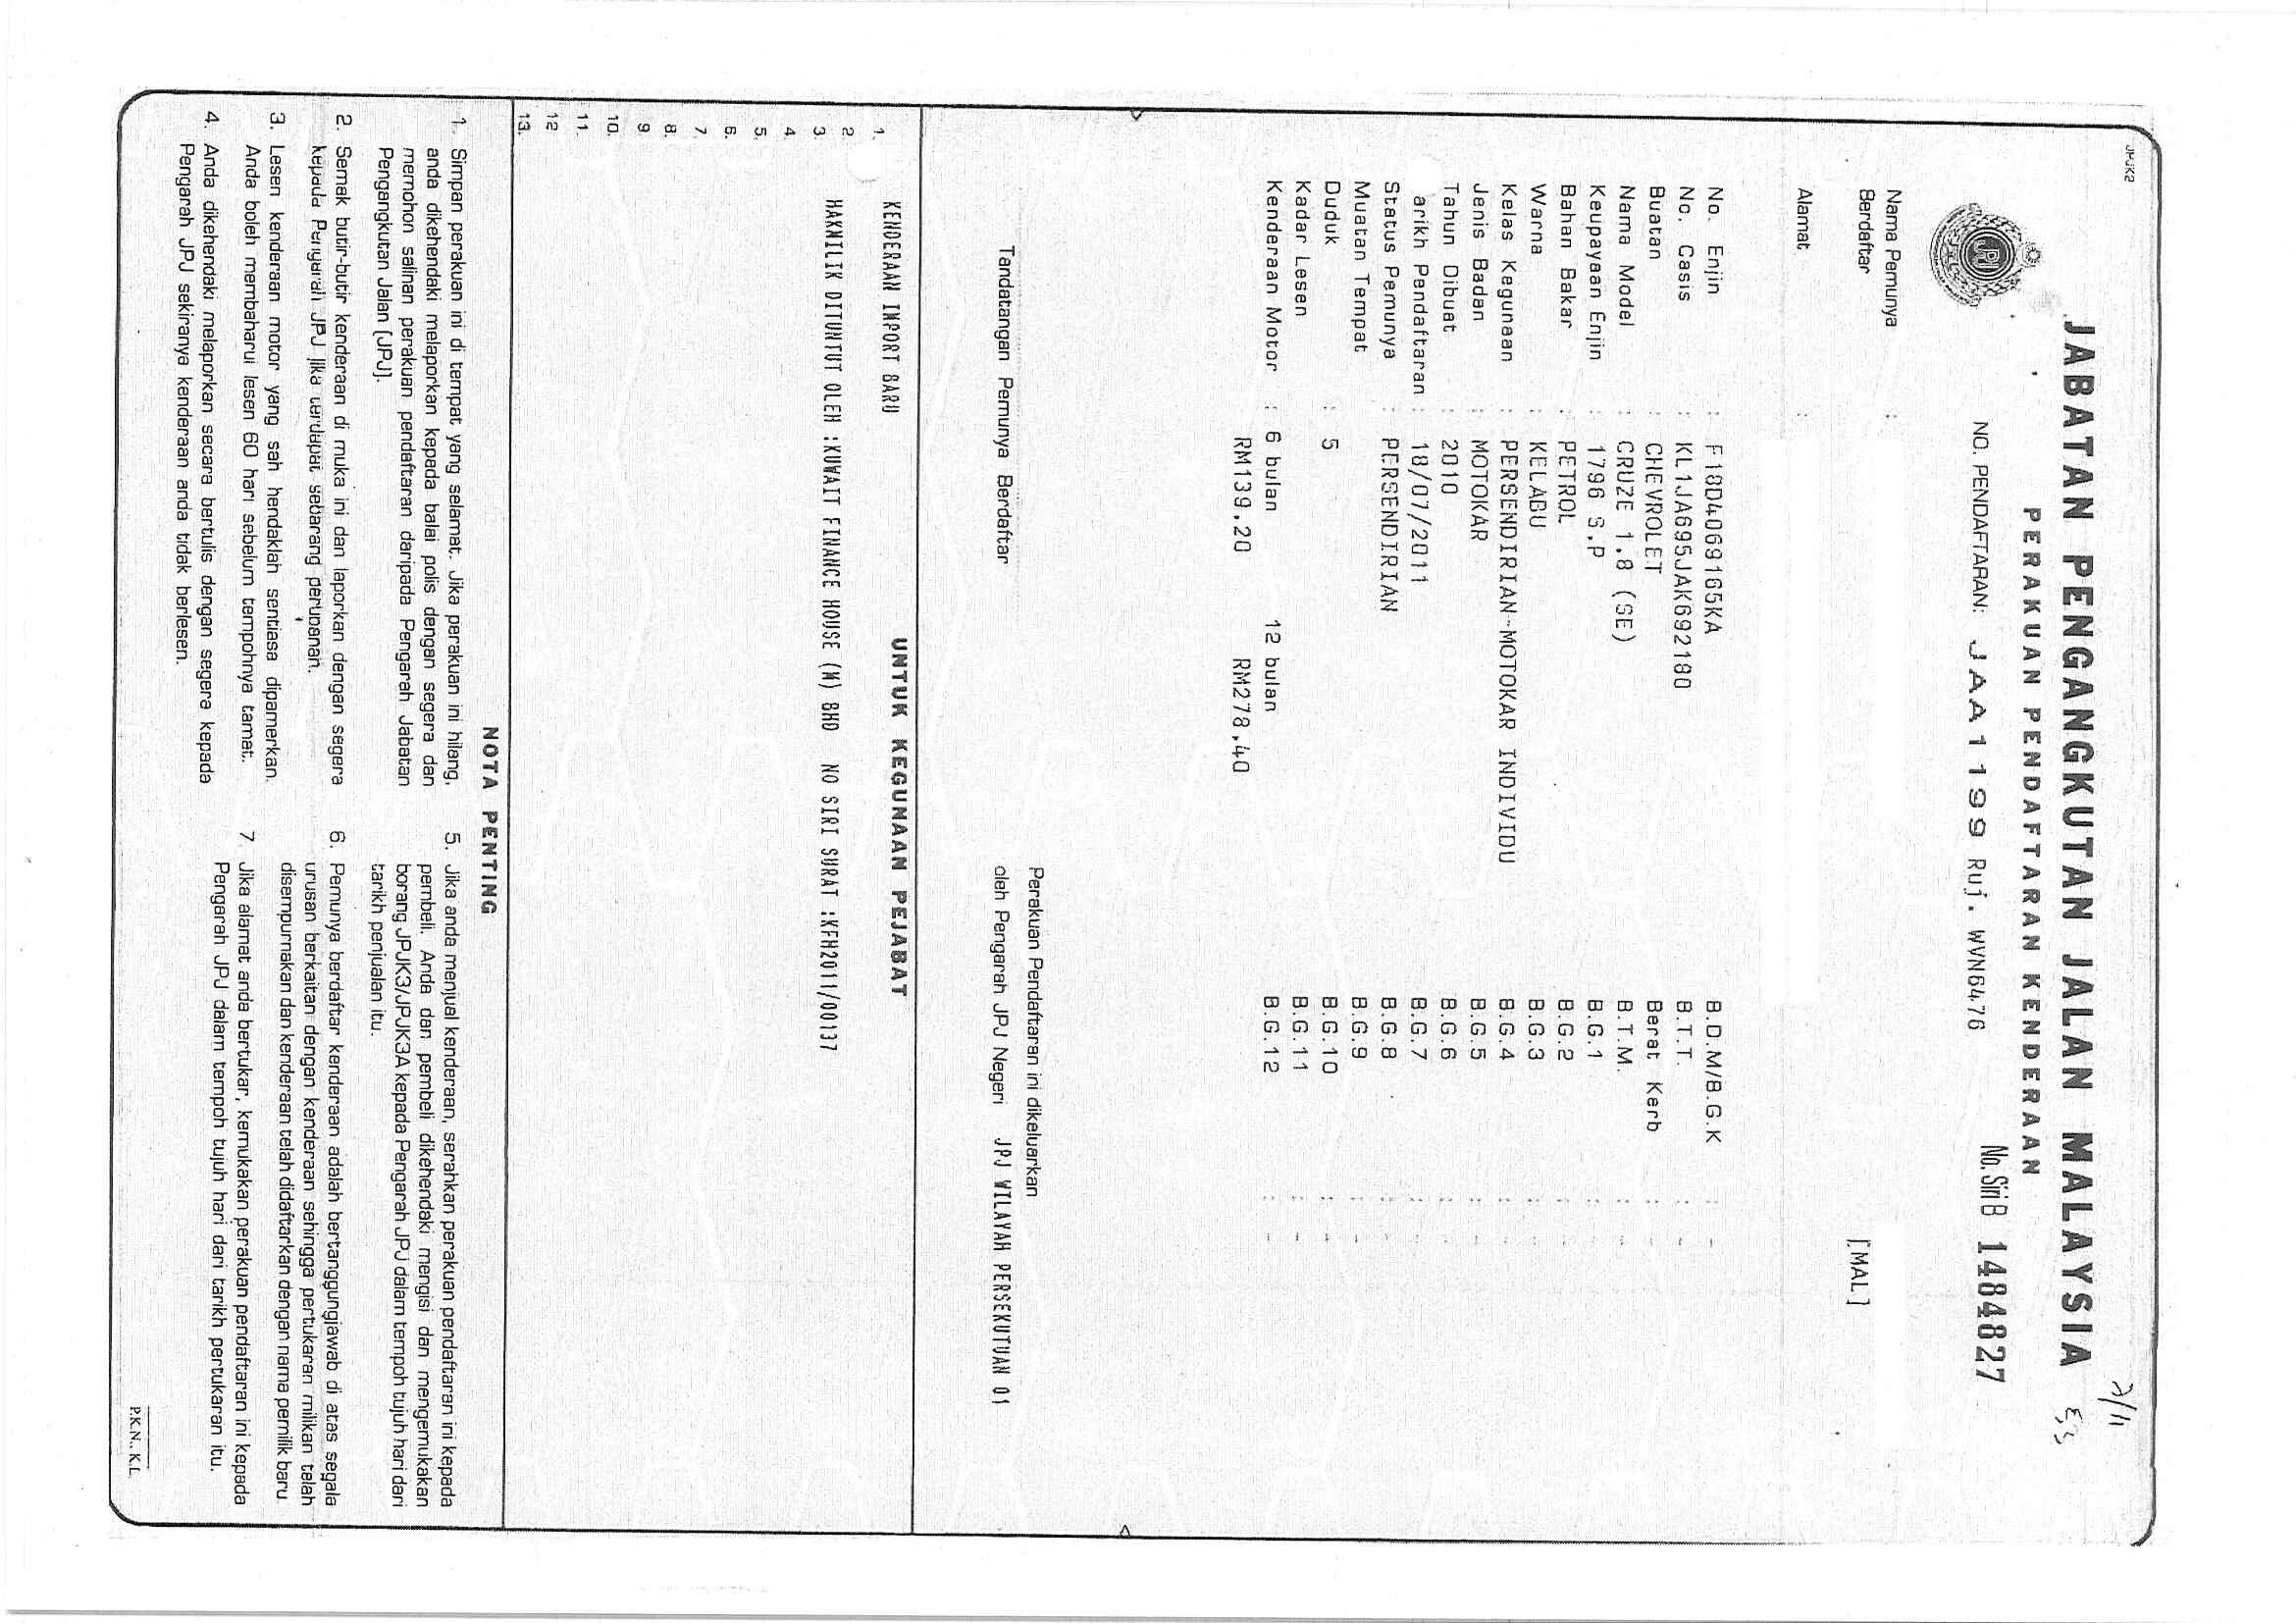 JPJK2
2/11
53
JABATAN PENGANGKUTAN JALAN MALAYSIA
PERAKUAN PENDAFTARAN KENDERAAN
NO. PENDAFTARAN: JAA1199 Ruj. WVN6476
No. Siri B 1484827
JPJ
Nama Pemunya :
Berdaftar
[MAL]
Alamat :
No. Enjin : F18D4069165KA B.D.M/B.G.K : -
No. Casis : KL1JA695JAK692180 B.T.T. : -
Buatan : CHEVROLET Berat Kerb : -
Nama Model : CRUZE 1.8 (SE) B.T.M. : -
Keupayaan Enjin : 1796 S.P B.G.1 : -
Bahan Bakar : PETROL B.G.2 : -
Warna : KELABU B.G.3 : -
Kelas Kegunaan : PERSENDIRIAN-MOTOKAR INDIVIDU B.G.4 : -
Jenis Badan : MOTOKAR B.G.5 : -
Tahun Dibuat : 2010 B.G.6 : -
arikh Pendaftaran : 18/07/2011 B.G.7 : -
Status Pemunya : PERSENDIRIAN B.G.8 : -
Muatan Tempat B.G.9 : -
Duduk : 5 B.G.10 : -
Kadar Lesen B.G.11 : -
Kenderaan Motor : 6 bulan 12 bulan B.G.12 : -
RM139.20 RM278.40
Perakuan Pendaftaran ini dikeluarkan
Tandatangan Pemunya Berdaftar
oleh Pengarah JPJ Negeri JPJ WILAYAH PERSEKUTUAN 01
UNTUK KEGUNAAN PEJABAT
1. KENDERAAN IMPORT BARU
2.
3. HAKMILIK DITUNTUT OLEH :KUWAIT FINANCE HOUSE (M) BHD NO SIRI SURAT :KFH2011/00137
4.
5.
6.
7.
8.
9.
10.
11.
12
13.
NOTA PENTING
1. Simpan perakuan ini di tempat yang selamat. Jika perakuan ini hilang,
anda dikehendaki melaporkan kepada balai polis dengan segera dan
memohon salinan perakuan pendaftaran daripada Pengarah Jabatan
Pengangkutan Jalan (JPJ).
2. Semak butir-butir kenderaan di muka ini dan laporkan dengan segera
kepada Pengarah JPJ jika terdapat sebarang perubahan.
3. Lesen kenderaan motor yang sah hendaklah sentiasa dipamerkan.
Anda boleh membaharui lesen 60 hari sebelum tempohnya tamat.
4. Anda dikehendaki melaporkan secara bertulis dengan segera kepada
Pengarah JPJ sekiranya kenderaan anda tidak berlesen.
5. Jika anda menjual kenderaan, serahkan perakuan pendaftaran ini kepada
pembeli. Anda dan pembeli dikehendaki mengisi dan mengemukakan
borang JPJK3/JPJK3A kepada Pengarah JPJ dalam tempoh tujuh hari dari
tarikh penjualan itu.
6. Pemunya berdaftar kenderaan adalah bertanggungjawab di atas segala
urusan berkaitan dengan kenderaan sehingga pertukaran milikan telah
disempurnakan dan kenderaan telah didaftarkan dengan nama pemilik baru.
7. Jika alamat anda bertukar, kemukakan perakuan pendaftaran ini kepada
Pengarah JPJ dalam tempoh tujuh hari dari tarikh pertukaran itu.
P.K.N., K.L.